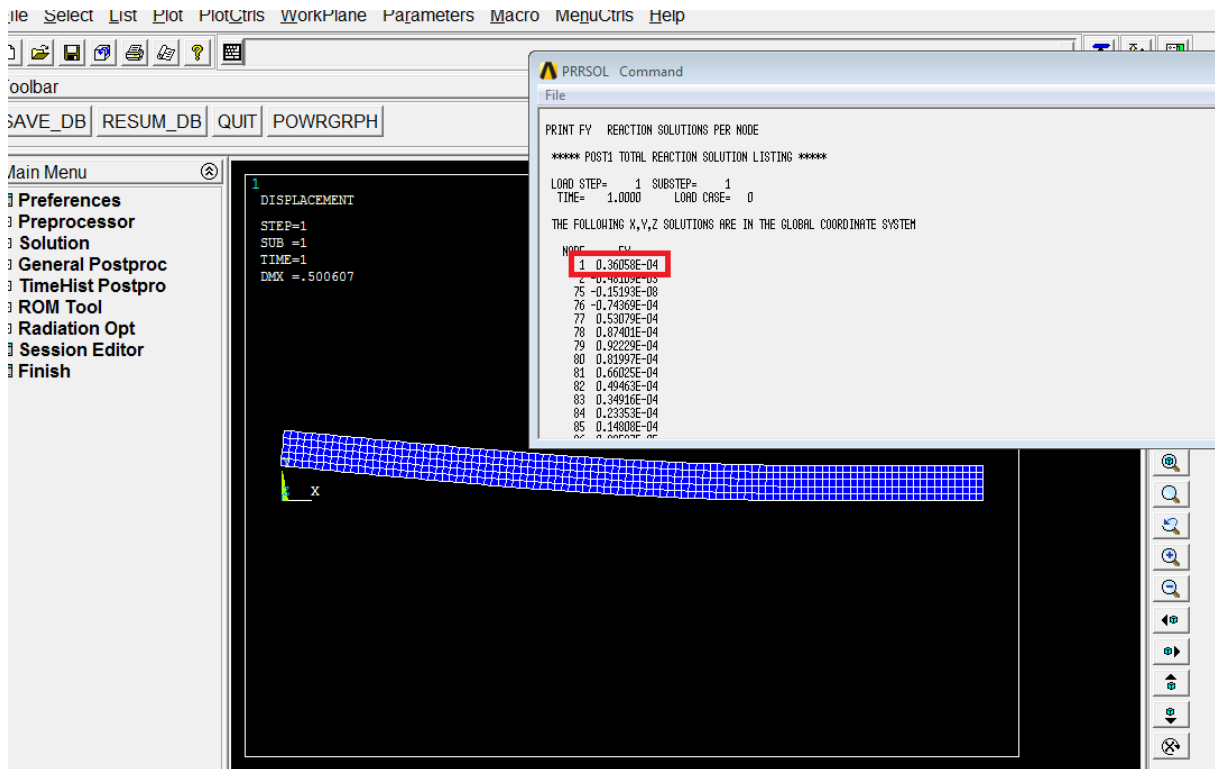 ile Select List Plot PlotCtrls WorkPlane Parameters Macro MenuCtrls Help
oolbar
SAVE_DB RESUM_DB QUIT POWRGRPH
Main Menu
Preferences
Preprocessor
Solution
General Postproc
TimeHist Postpro
ROM Tool
Radiation Opt
Session Editor
Finish
1
DISPLACEMENT
STEP=1
SUB =1
TIME=1
DMX =.500607
X
PRRSOL Command
File
PRINT FY REACTION SOLUTIONS PER NODE
***** POST1 TOTAL REACTION SOLUTION LISTING *****
LOAD STEP= 1 SUBSTEP= 1
TIME= 1.0000 LOAD CASE= 0
THE FOLLOWING X,Y,Z SOLUTIONS ARE IN THE GLOBAL COORDINATE SYSTEM
NODE FY
1 0.36058E-04
75 -0.15193E-08
76 -0.74369E-04
77 0.53079E-04
78 0.87401E-04
79 0.92229E-04
80 0.81997E-04
81 0.66025E-04
82 0.49463E-04
83 0.34916E-04
84 0.23353E-04
85 0.14808E-04